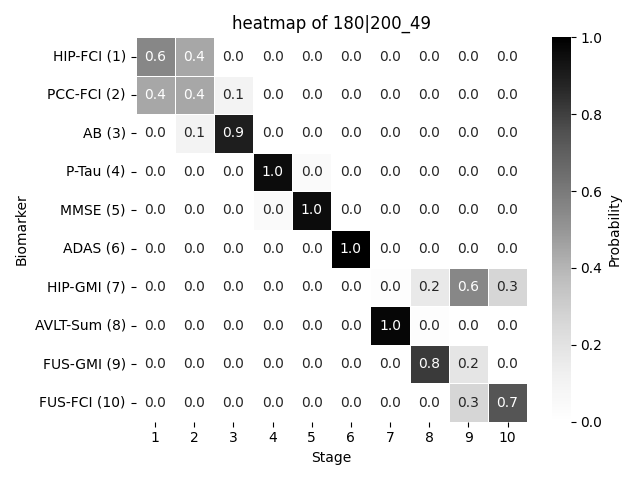 heatmap of 180|200_49
HIP-FCI (1) 0.6 0.4 0.0 0.0 0.0 0.0 0.0 0.0 0.0 0.0
PCC-FCI (2) 0.4 0.4 0.1 0.0 0.0 0.0 0.0 0.0 0.0 0.0
AB (3) 0.0 0.1 0.9 0.0 0.0 0.0 0.0 0.0 0.0 0.0
P-Tau (4) 0.0 0.0 0.0 1.0 0.0 0.0 0.0 0.0 0.0 0.0
MMSE (5) 0.0 0.0 0.0 0.0 1.0 0.0 0.0 0.0 0.0 0.0
ADAS (6) 0.0 0.0 0.0 0.0 0.0 1.0 0.0 0.0 0.0 0.0
HIP-GMI (7) 0.0 0.0 0.0 0.0 0.0 0.0 0.0 0.2 0.6 0.3
AVLT-Sum (8) 0.0 0.0 0.0 0.0 0.0 0.0 1.0 0.0 0.0 0.0
FUS-GMI (9) 0.0 0.0 0.0 0.0 0.0 0.0 0.0 0.8 0.2 0.0
FUS-FCI (10) 0.0 0.0 0.0 0.0 0.0 0.0 0.0 0.0 0.3 0.7
1 2 3 4 5 6 7 8 9 10
Stage
Biomarker
1.0
0.8
0.6
0.4
0.2
0.0
Probability